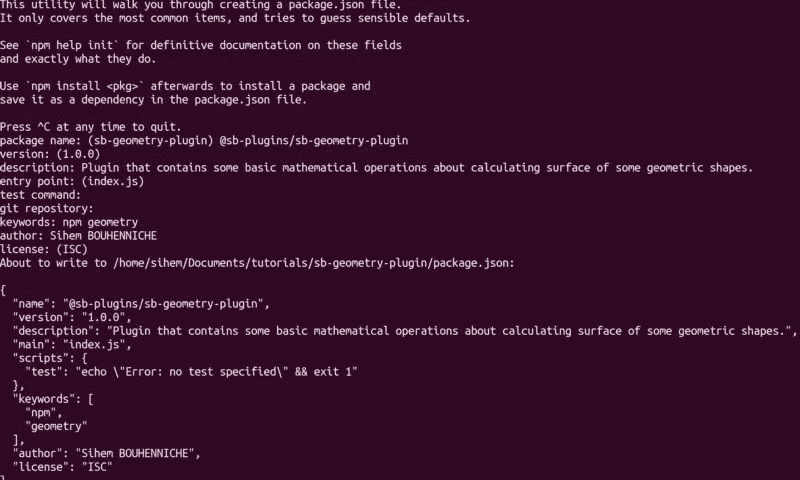 This utility will walk you through creating a package.json file.
It only covers the most common items, and tries to guess sensible defaults.
See `npm help init` for definitive documentation on these fields
and exactly what they do.
Use `npm install <pkg>` afterwards to install a package and
save it as a dependency in the package.json file.
Press ^C at any time to quit.
package name: (sb-geometry-plugin) @sb-plugins/sb-geometry-plugin
version: (1.0.0)
description: Plugin that contains some basic mathematical operations about calculating surface of some geometric shapes.
entry point: (index.js)
test command:
git repository:
keywords: npm geometry
author: Sihem BOUHENNICHE
license: (ISC)
About to write to /home/sihem/Documents/tutorials/sb-geometry-plugin/package.json:
{
  "name": "@sb-plugins/sb-geometry-plugin",
  "version": "1.0.0",
  "description": "Plugin that contains some basic mathematical operations about calculating surface of some geometric shapes.",
  "main": "index.js",
  "scripts": {
    "test": "echo \"Error: no test specified\" && exit 1"
  },
  "keywords": [
    "npm",
    "geometry"
  ],
  "author": "Sihem BOUHENNICHE",
  "license": "ISC"
}